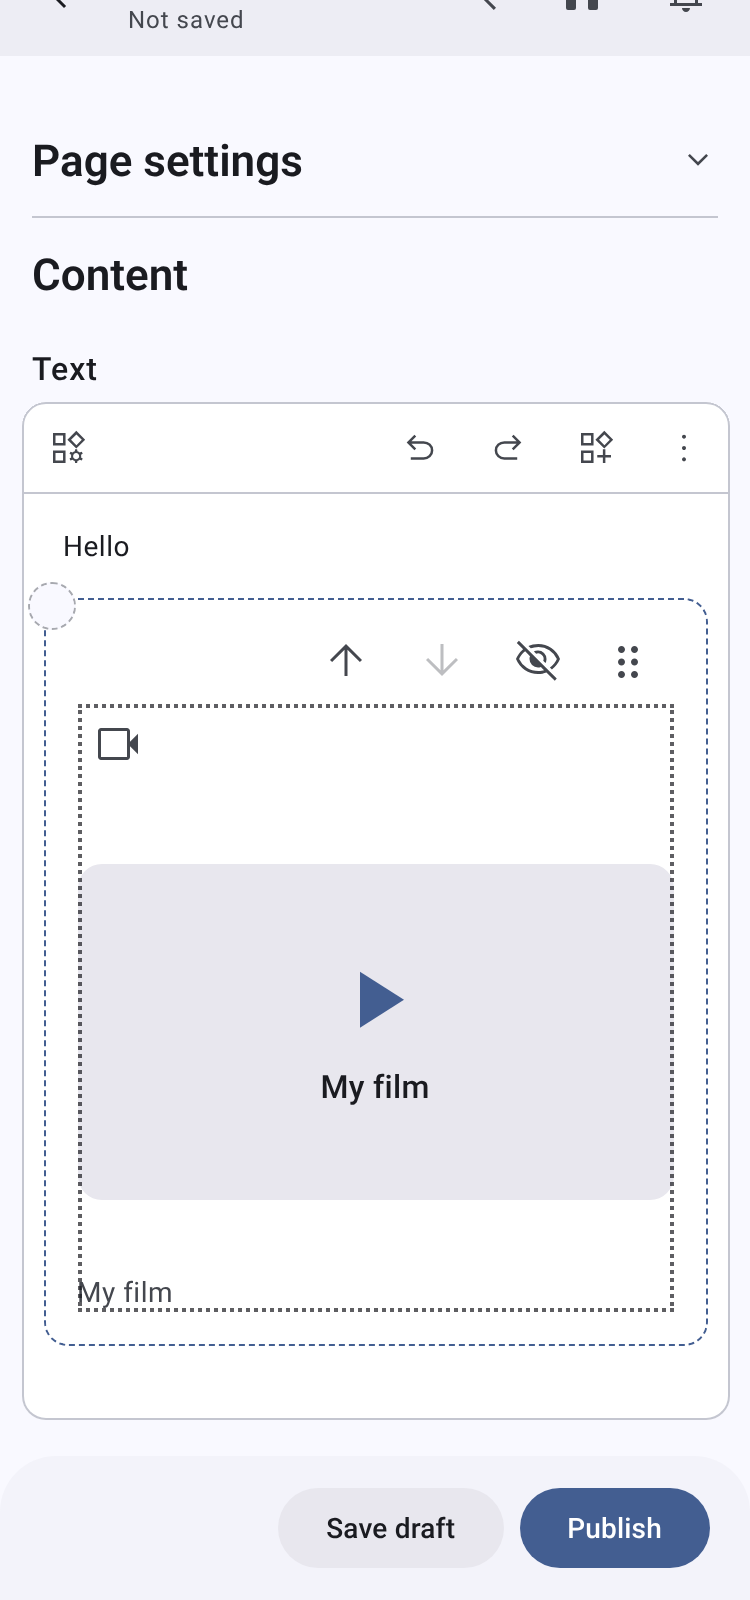 Not saved
Page settings
Content
Text
Hello
My film
My film
Save draft
Publish